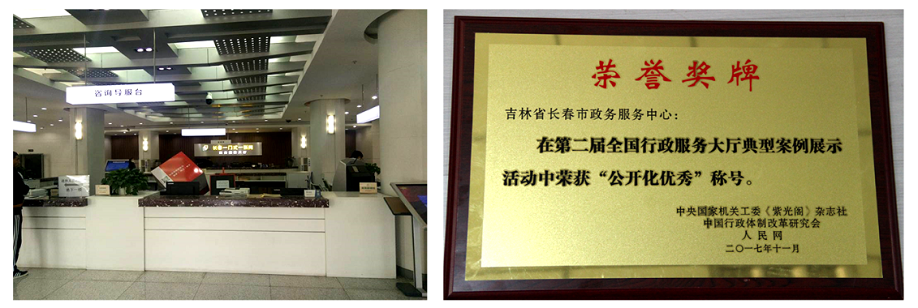 咨询导服台
荣誉奖牌
吉林省长春市政务服务中心：
在第二届全国行政服务大厅典型案例展示
活动中荣获“公开化优秀”称号。
中央国家机关工委《紫光阁》杂志社
中国行政体制改革研究会
人民网
二〇一七年十一月